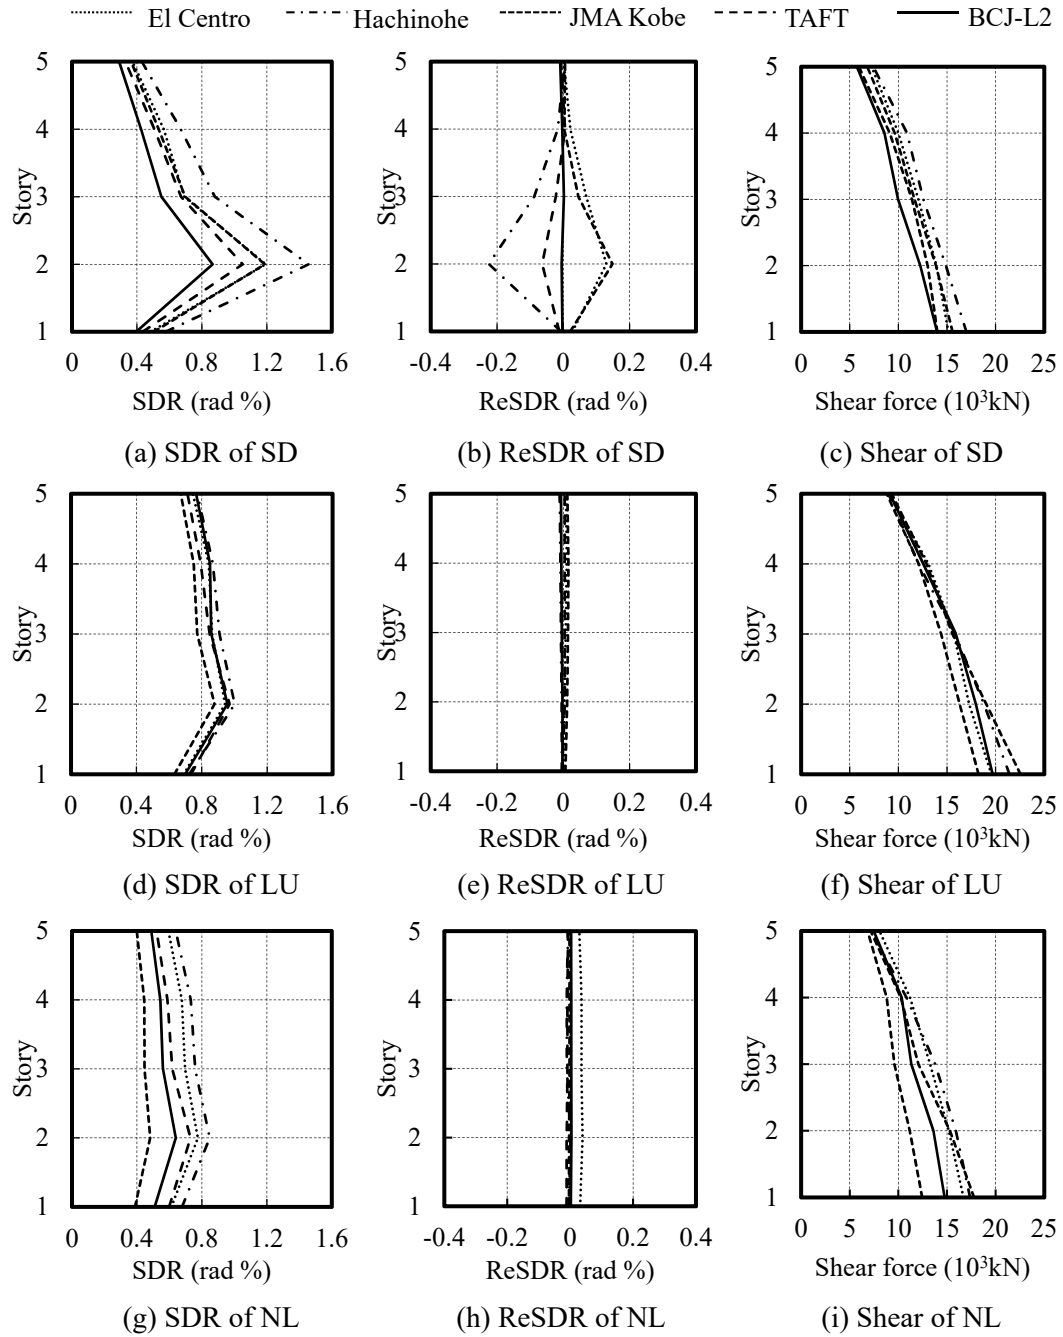 El Centro Hachinohe JMA Kobe TAFT BCJ-L2
5 5 5
4 4 4
Story Story Story
3 3 3
2 2 2
1 1 1
0 0.4 0.8 1.2 1.6 -0.4 -0.2 0 0.2 0.4 0 5 10 15 20 25
SDR (rad %) ReSDR (rad %) Shear force (10³kN)
(a) SDR of SD (b) ReSDR of SD (c) Shear of SD
5 5 5
4 4 4
Story Story Story
3 3 3
2 2 2
1 1 1
0 0.4 0.8 1.2 1.6 -0.4 -0.2 0 0.2 0.4 0 5 10 15 20 25
SDR (rad %) ReSDR (rad %) Shear force (10³kN)
(d) SDR of LU (e) ReSDR of LU (f) Shear of LU
5 5 5
4 4 4
Story Story Story
3 3 3
2 2 2
1 1 1
0 0.4 0.8 1.2 1.6 -0.4 -0.2 0 0.2 0.4 0 5 10 15 20 25
SDR (rad %) ReSDR (rad %) Shear force (10³kN)
(g) SDR of NL (h) ReSDR of NL (i) Shear of NL